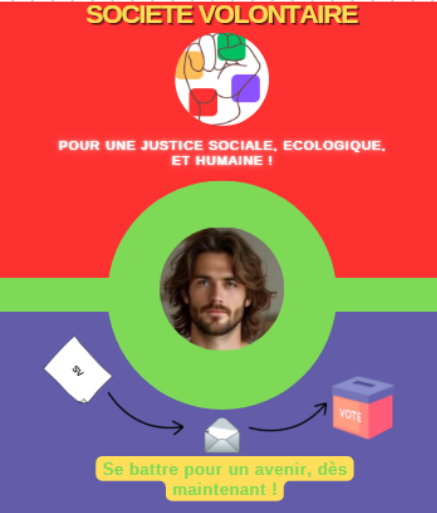 SOCIETE VOLONTAIRE
POUR UNE JUSTICE SOCIALE, ECOLOGIQUE,
ET HUMAINE !
SV
VOTE
Se battre pour un avenir, dès
maintenant !